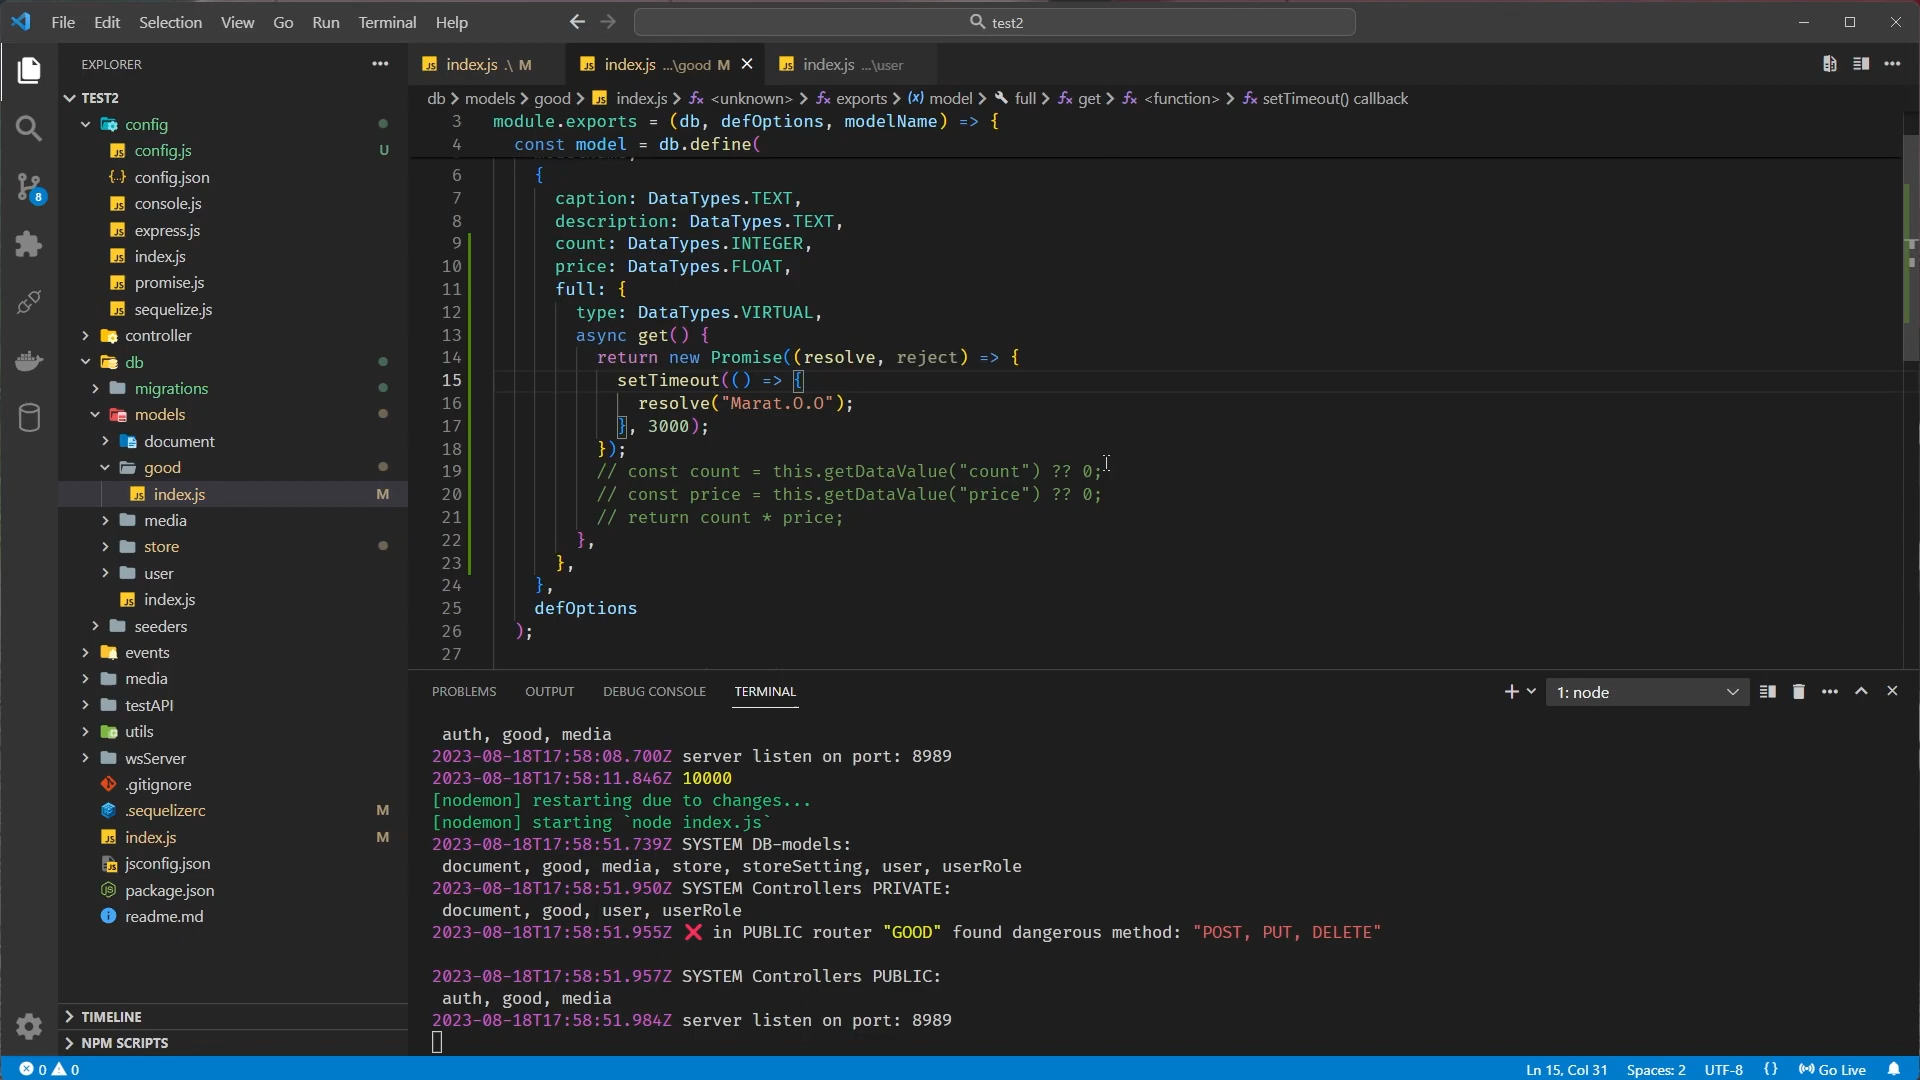 File Edit Selection View Go Run Terminal Help
test2
EXPLORER
index.js .\ M
index.js ...\good M
index.js ...\user
TEST2
config
config.js U
config.json
console.js
express.js
index.js
promise.js
sequelize.js
controller
db
migrations
models
document
good
index.js M
media
store
user
index.js
seeders
events
media
testAPI
utils
wsServer
.gitignore
.sequelizerc M
index.js M
jsconfig.json
package.json
readme.md
TIMELINE
NPM SCRIPTS
db > models > good > index.js > <unknown> > exports > model > full > get > <function> > setTimeout() callback
3 module.exports = (db, defOptions, modelName) => {
4 const model = db.define(
6 {
7 caption: DataTypes.TEXT,
8 description: DataTypes.TEXT,
9 count: DataTypes.INTEGER,
10 price: DataTypes.FLOAT,
11 full: {
12 type: DataTypes.VIRTUAL,
13 async get() {
14 return new Promise((resolve, reject) => {
15 setTimeout(() => {
16 resolve("Marat.O.O");
17 }, 3000);
18 });
19 // const count = this.getDataValue("count") ?? 0;
20 // const price = this.getDataValue("price") ?? 0;
21 // return count * price;
22 },
23 },
24 },
25 defOptions
26 );
27
PROBLEMS OUTPUT DEBUG CONSOLE TERMINAL
1: node
auth, good, media
2023-08-18T17:58:08.700Z server listen on port: 8989
2023-08-18T17:58:11.846Z 10000
[nodemon] restarting due to changes...
[nodemon] starting `node index.js`
2023-08-18T17:58:51.739Z SYSTEM DB-models:
document, good, media, store, storeSetting, user, userRole
2023-08-18T17:58:51.950Z SYSTEM Controllers PRIVATE:
document, good, user, userRole
2023-08-18T17:58:51.955Z ❌ in PUBLIC router "GOOD" found dangerous method: "POST, PUT, DELETE"
2023-08-18T17:58:51.957Z SYSTEM Controllers PUBLIC:
auth, good, media
2023-08-18T17:58:51.984Z server listen on port: 8989
8
0 0
Ln 15, Col 31 Spaces: 2 UTF-8 {} Go Live